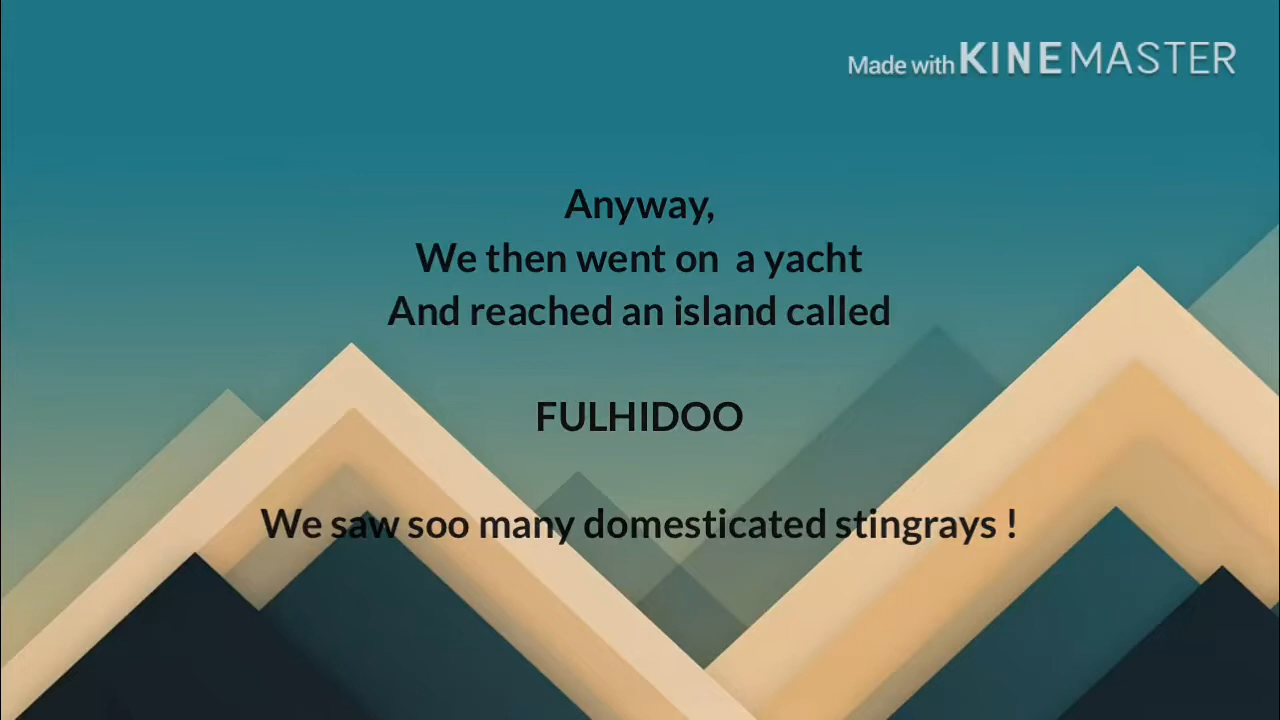 Made with KINEMASTER
Anyway,
We then went on a yacht
And reached an island called
FULHIDOO
We saw soo many domesticated stingrays !